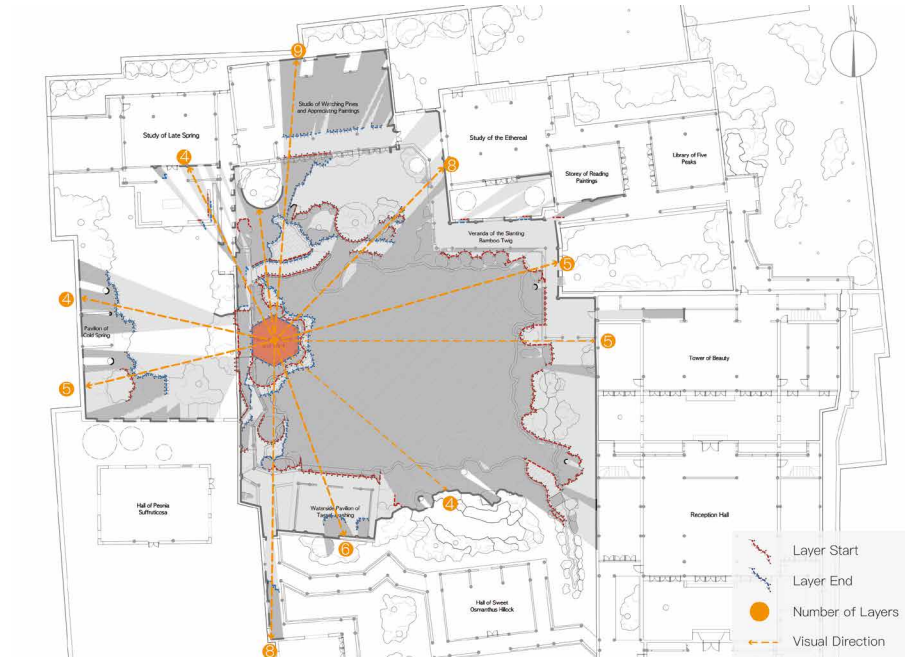 9
N
Studio of Watching Pines
and Appreciating Paintings
Study of Late Spring
Study of the Ethereal
Library of Five
Peaks
4
8
Storey of Reading
Paintings
Veranda of the Slanting
Bamboo Twig
5
4
Pavilion of
Cold Spring
5
Tower of Beauty
5
Hall of Peonia
Suffruticosa
4
Waterside Pavilion of
Reception Hall
6
Hall of Sweet
Osmanthus Hillock
8
Layer Start
Layer End
Number of Layers
Visual Direction